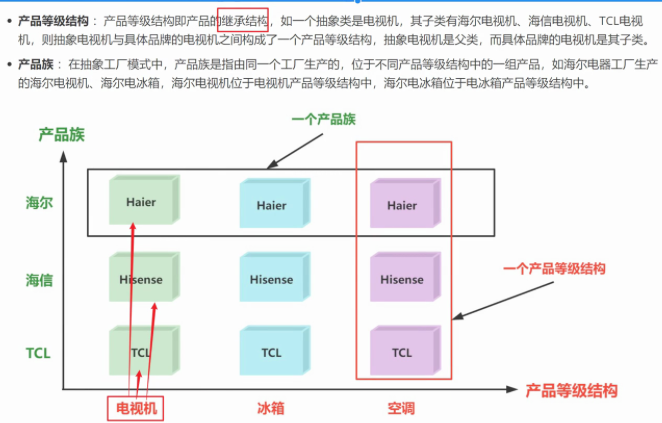 • 产品等级结构：产品等级结构即产品的继承结构，如一个抽象类是电视机，其子类有海尔电视机、海信电视机、TCL电视
机，则抽象电视机与具体品牌的电视机之间构成了一个产品等级结构，抽象电视机是父类，而具体品牌的电视机是其子类。
• 产品族：在抽象工厂模式中，产品族是指由同一个工厂生产的，位于不同产品等级结构中的一组产品，如海尔电器工厂生产
的海尔电视机、海尔电冰箱，海尔电视机位于电视机产品等级结构中，海尔电冰箱位于电冰箱产品等级结构中。
一个产品族
产品族
海尔
Haier
Haier
Haier
海信
Hisense
Hisense
Hisense
一个产品等级结构
TCL
TCL
TCL
TCL
产品等级结构
电视机
冰箱
空调